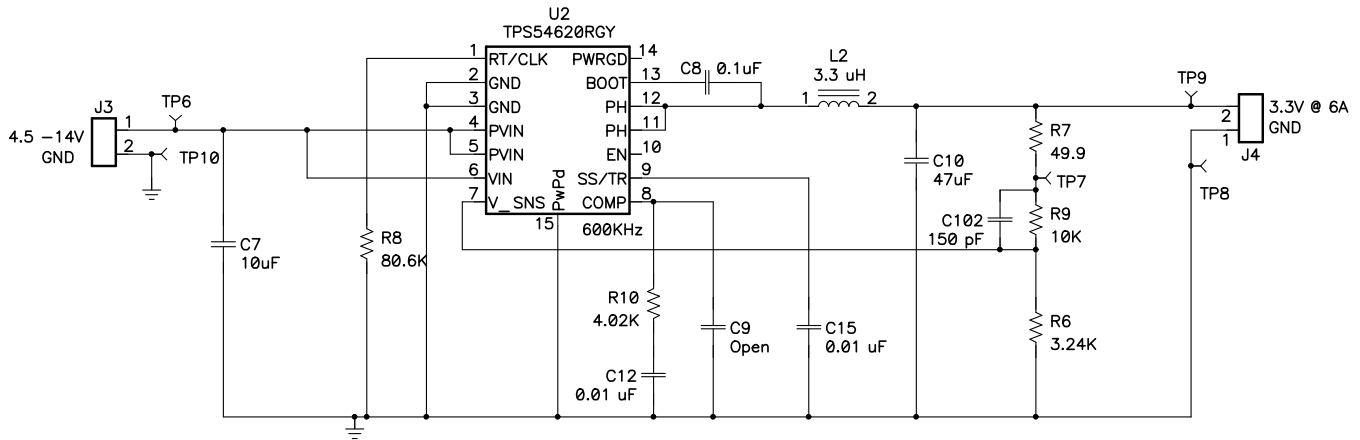 U2
TPS54620RGY
1
RT/CLK
PWRGD
14
2
GND
BOOT
13
3
GND
PH
12
4
PVIN
PH
11
5
PVIN
EN
10
6
VIN
SS/TR
9
7
V_SNS
COMP
8
PwPd
15
600KHz
C8
0.1uF
L2
3.3 uH
1
2
TP9
J3
4.5 -14V
GND
1
2
TP6
TP10
3.3V @ 6A
GND
2
1
J4
TP8
R7
49.9
TP7
C10
47uF
C102
150 pF
R9
10K
C7
10uF
R8
80.6K
R10
4.02K
C12
0.01 uF
C9
Open
C15
0.01 uF
R6
3.24K